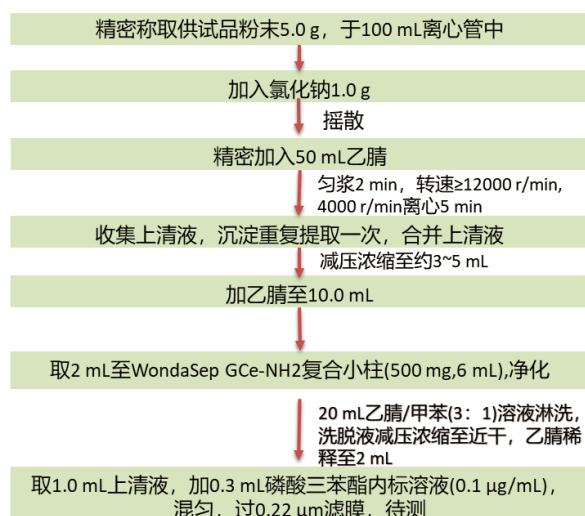 精密称取供试品粉末5.0 g，于100 mL离心管中
加入氯化钠1.0 g
摇散
精密加入50 mL乙腈
匀浆2 min，转速≥12000 r/min,
4000 r/min离心5 min
收集上清液，沉淀重复提取一次，合并上清液
减压浓缩至约3~5 mL
加乙腈至10.0 mL
取2 mL至WondaSep GCe-NH2复合小柱(500 mg,6 mL),净化
20 mL乙腈/甲苯(3：1)溶液淋洗，
洗脱液减压浓缩至近干，乙腈稀
释至2 mL
取1.0 mL上清液，加0.3 mL磷酸三苯酯内标溶液(0.1 μg/mL)，
混匀，过0.22 μm滤膜，待测